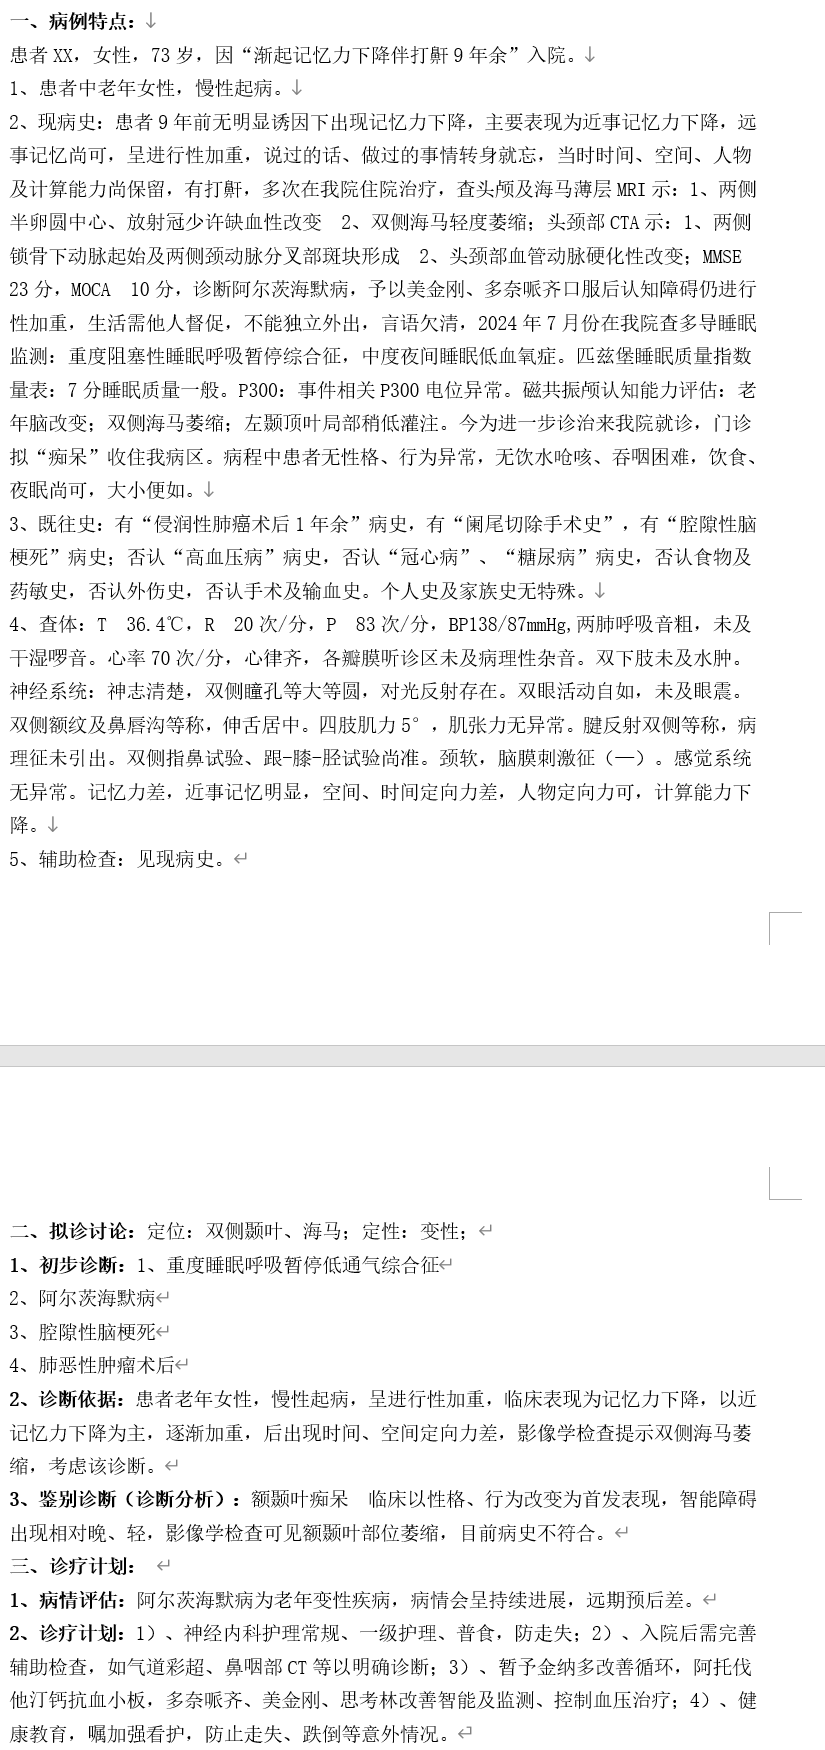 一、病例特点：↓
患者 XX，女性，73 岁，因“渐起记忆力下降伴打鼾 9 年余”入院。↓
1、患者中老年女性，慢性起病。↓
2、现病史：患者 9 年前无明显诱因下出现记忆力下降，主要表现为近事记忆力下降，远
事记忆尚可，呈进行性加重，说过的话、做过的事情转身就忘，当时时间、空间、人物
及计算能力尚保留，有打鼾，多次在我院住院治疗，查头颅及海马薄层 MRI 示：1、两侧
半卵圆中心、放射冠少许缺血性改变　2、双侧海马轻度萎缩；头颈部 CTA 示：1、两侧
锁骨下动脉起始及两侧颈动脉分叉部斑块形成　2、头颈部血管动脉硬化性改变；MMSE
23 分，MOCA　10 分，诊断阿尔茨海默病，予以美金刚、多奈哌齐口服后认知障碍仍进行
性加重，生活需他人督促，不能独立外出，言语欠清，2024 年 7 月份在我院查多导睡眠
监测：重度阻塞性睡眠呼吸暂停综合征，中度夜间睡眠低血氧症。匹兹堡睡眠质量指数
量表：7 分睡眠质量一般。P300：事件相关 P300 电位异常。磁共振颅认知能力评估：老
年脑改变；双侧海马萎缩；左颞顶叶局部稍低灌注。今为进一步诊治来我院就诊，门诊
拟“痴呆”收住我病区。病程中患者无性格、行为异常，无饮水呛咳、吞咽困难，饮食、
夜眠尚可，大小便如。↓
3、既往史：有“侵润性肺癌术后 1 年余”病史，有“阑尾切除手术史”，有“腔隙性脑
梗死”病史；否认“高血压病”病史，否认“冠心病”、“糖尿病”病史，否认食物及
药敏史，否认外伤史，否认手术及输血史。个人史及家族史无特殊。↓
4、查体：T　36.4℃，R　20 次/分，P　83 次/分，BP138/87mmHg,两肺呼吸音粗，未及
干湿啰音。心率 70 次/分，心律齐，各瓣膜听诊区未及病理性杂音。双下肢未及水肿。
神经系统：神志清楚，双侧瞳孔等大等圆，对光反射存在。双眼活动自如，未及眼震。
双侧额纹及鼻唇沟等称，伸舌居中。四肢肌力 5°，肌张力无异常。腱反射双侧等称，病
理征未引出。双侧指鼻试验、跟-膝-胫试验尚准。颈软，脑膜刺激征（—）。感觉系统
无异常。记忆力差，近事记忆明显，空间、时间定向力差，人物定向力可，计算能力下
降。↓
5、辅助检查：见现病史。↵
二、拟诊讨论：定位：双侧颞叶、海马；定性：变性；↵
1、初步诊断：1、重度睡眠呼吸暂停低通气综合征↵
2、阿尔茨海默病↵
3、腔隙性脑梗死↵
4、肺恶性肿瘤术后↵
2、诊断依据：患者老年女性，慢性起病，呈进行性加重，临床表现为记忆力下降，以近
记忆力下降为主，逐渐加重，后出现时间、空间定向力差，影像学检查提示双侧海马萎
缩，考虑该诊断。↵
3、鉴别诊断（诊断分析）：额颞叶痴呆　临床以性格、行为改变为首发表现，智能障碍
出现相对晚、轻，影像学检查可见额颞叶部位萎缩，目前病史不符合。↵
三、诊疗计划：　↵
1、病情评估：阿尔茨海默病为老年变性疾病，病情会呈持续进展，远期预后差。↵
2、诊疗计划：1）、神经内科护理常规、一级护理、普食，防走失；2）、入院后需完善
辅助检查，如气道彩超、鼻咽部 CT 等以明确诊断；3）、暂予金纳多改善循环，阿托伐
他汀钙抗血小板，多奈哌齐、美金刚、思考林改善智能及监测、控制血压治疗；4）、健
康教育，嘱加强看护，防止走失、跌倒等意外情况。↵